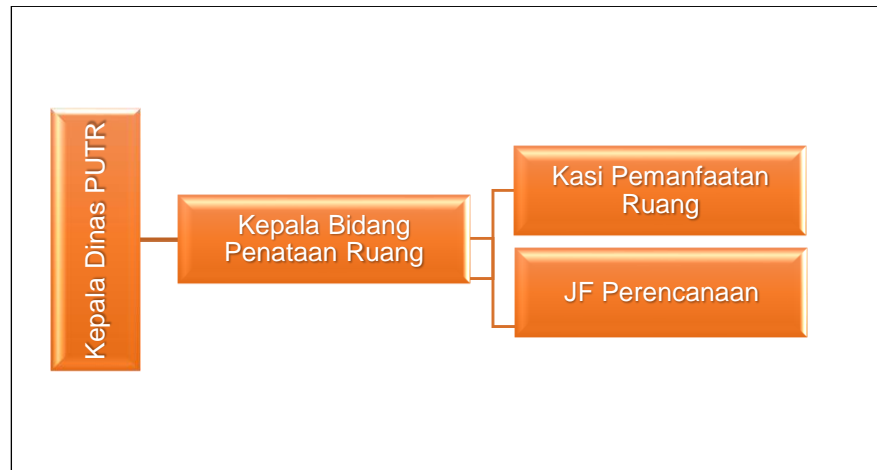 Kepala Dinas PUTR
Kepala Bidang
Penataan Ruang
Kasi Pemanfaatan
Ruang
JF Perencanaan